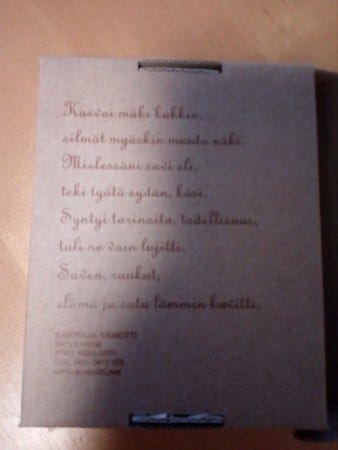 Kasvoi mäki kukkia,
silmät myöskin muuta näki.
Mielessäni savi eli,
teki työtä sydän, käsi.
Syntyi tarinoita, todellisuus,
tuli ne vain lujitti.
Saven, ruukut,
elämä ja satu lämmin kuvitti.